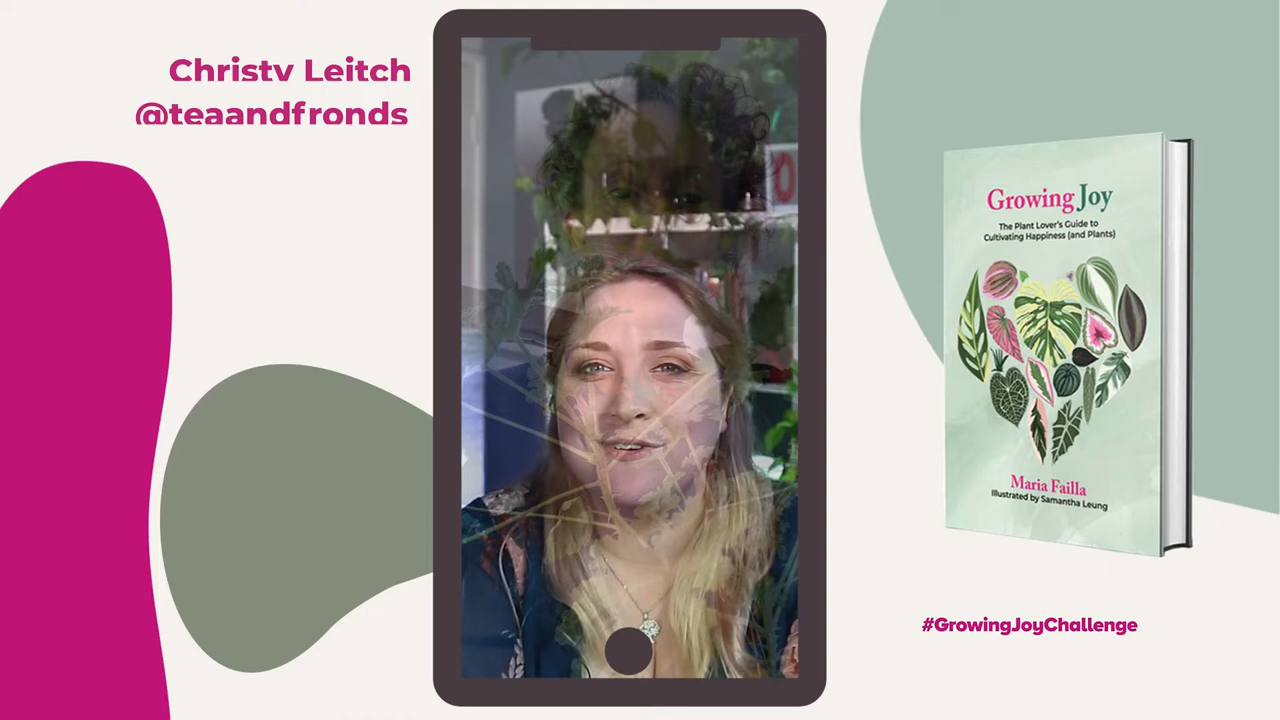 Christy Leitch
@teaandfronds
Growing Joy
The Plant Lover's Guide to
Cultivating Happiness (and Plants)
Maria Failla
Illustrated by Samantha Leung
#GrowingJoyChallenge